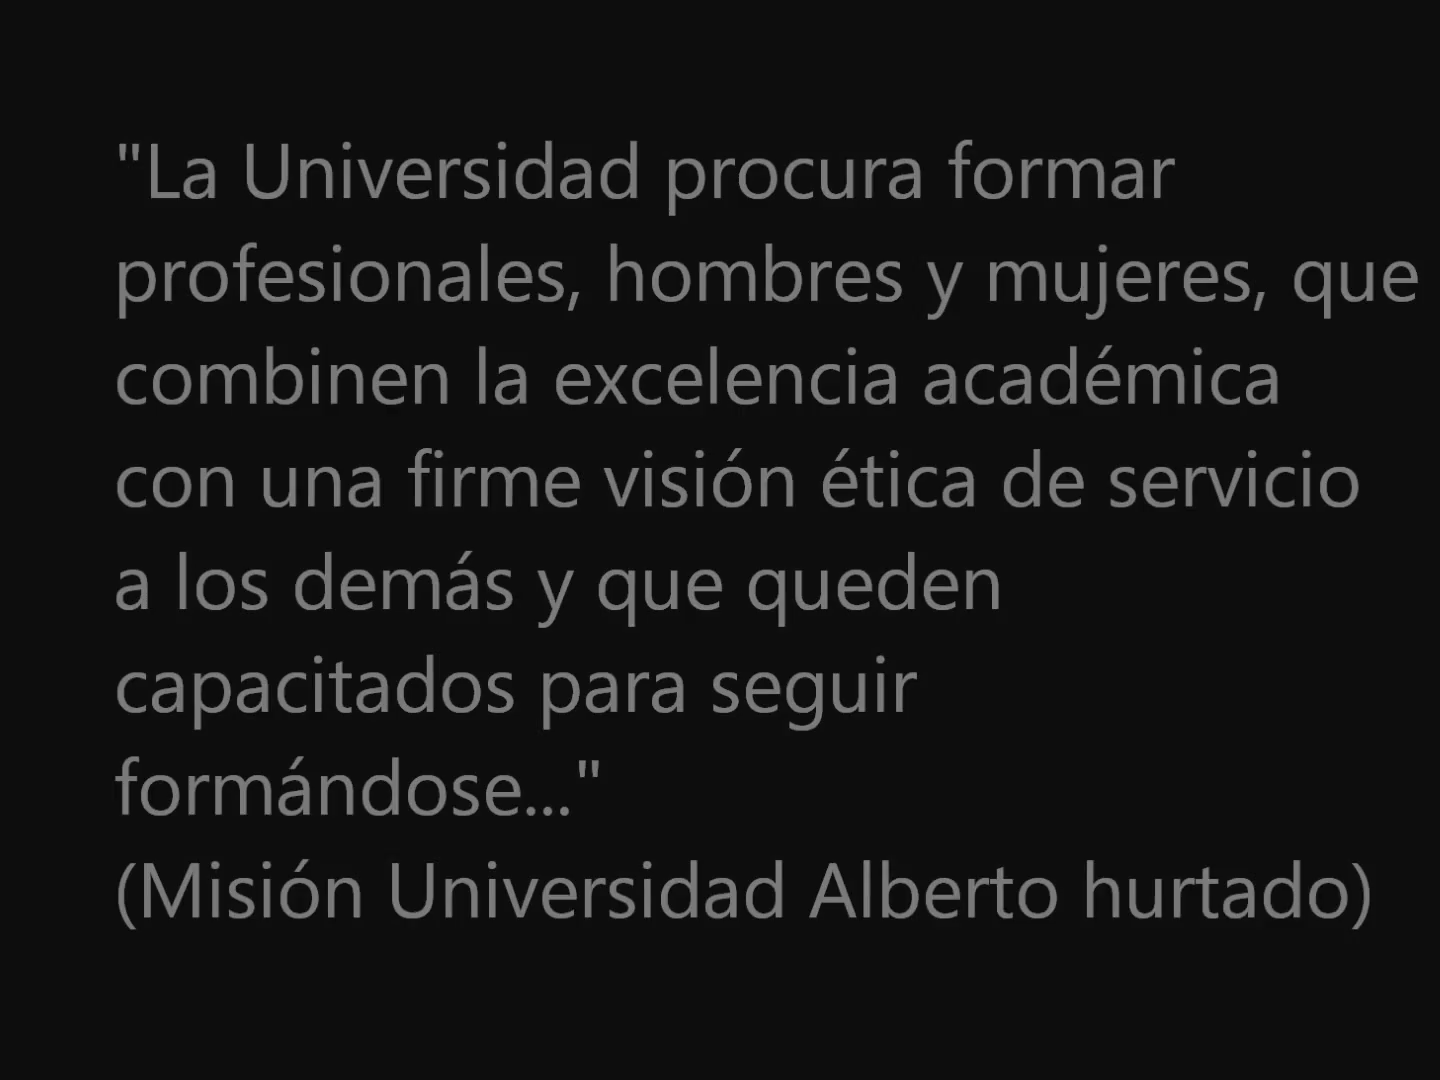 "La Universidad procura formar
profesionales, hombres y mujeres, que
combinen la excelencia académica
con una firme visión ética de servicio
a los demás y que queden
capacitados para seguir
formándose..."
(Misión Universidad Alberto hurtado)